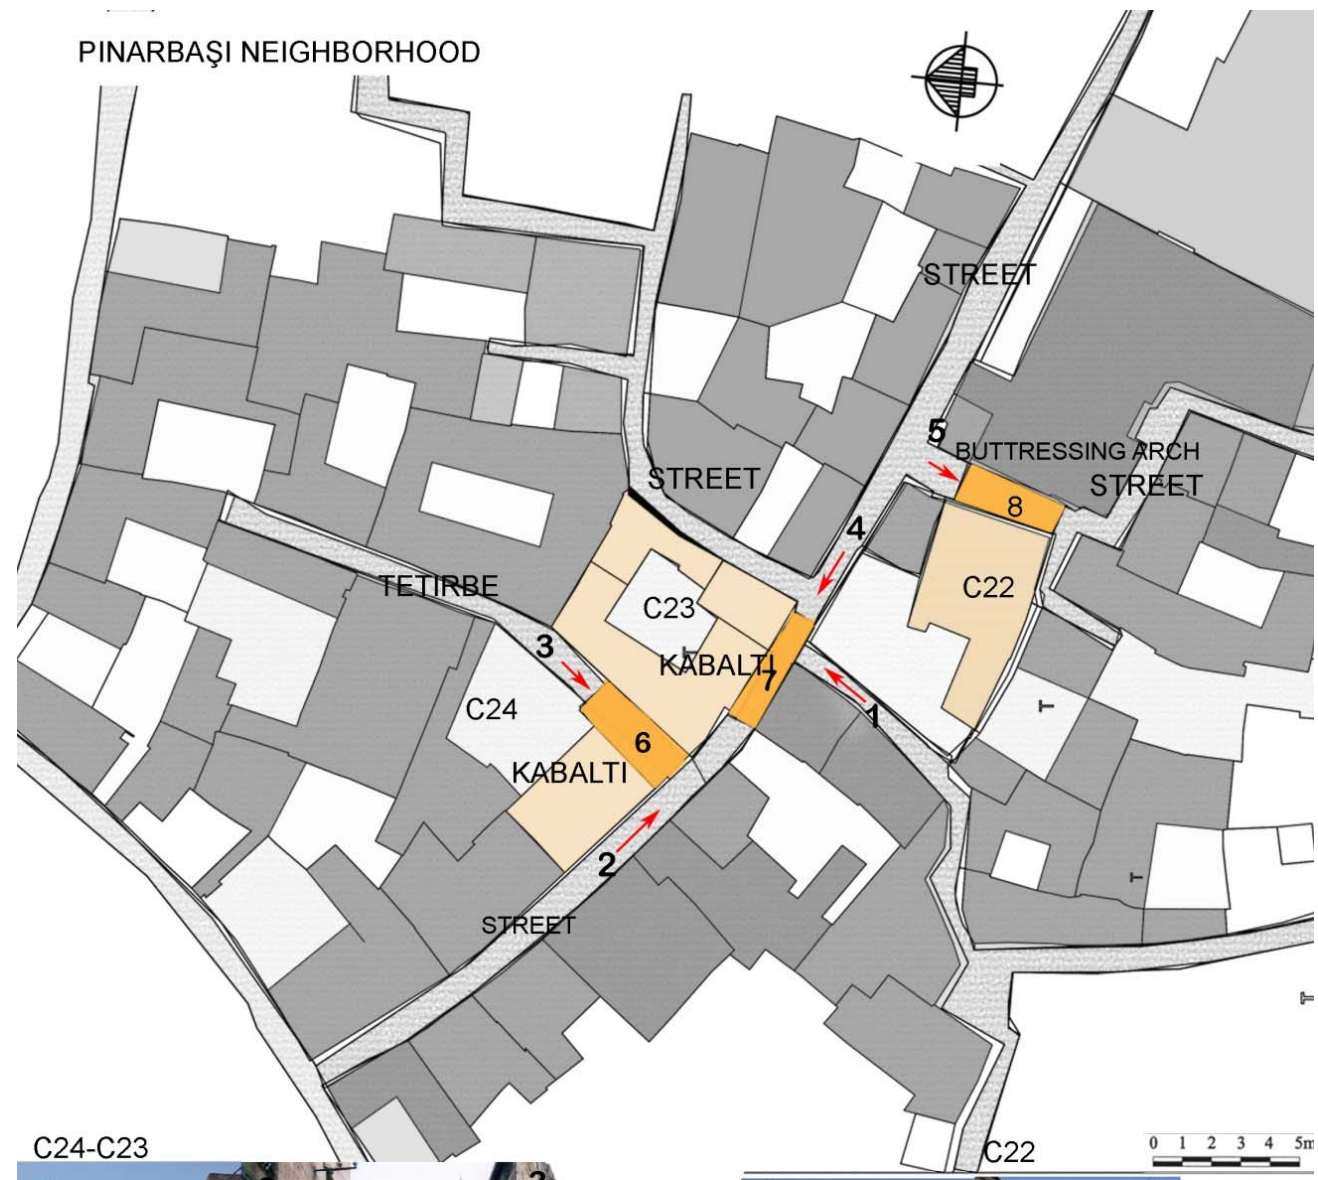 PINARBAŞI NEIGHBORHOOD
STREET
5
BUTTRESSING ARCH
STREET
STREET
8
4
TETIRBE
C22
C23
3
KABALTI
7
C24
1
6
KABALTI
2
STREET
T
T
T
T
C24-C23
C22
0 1 2 3 4 5m